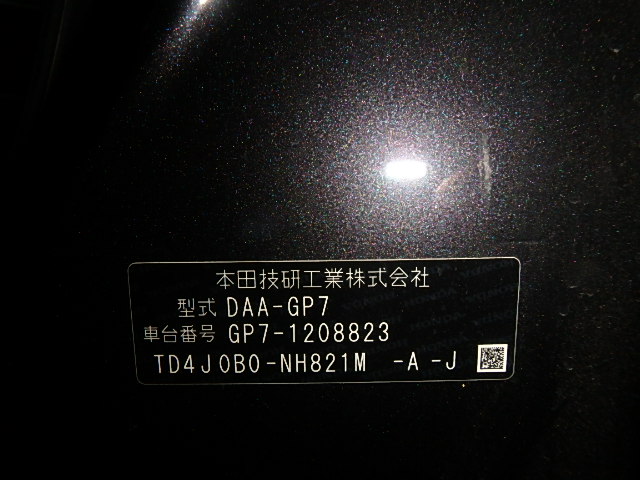 本田技研工業株式会社
型式 DAA-GP7
車台番号 GP7-1208823
TD4J0B0-NH821M -A-J